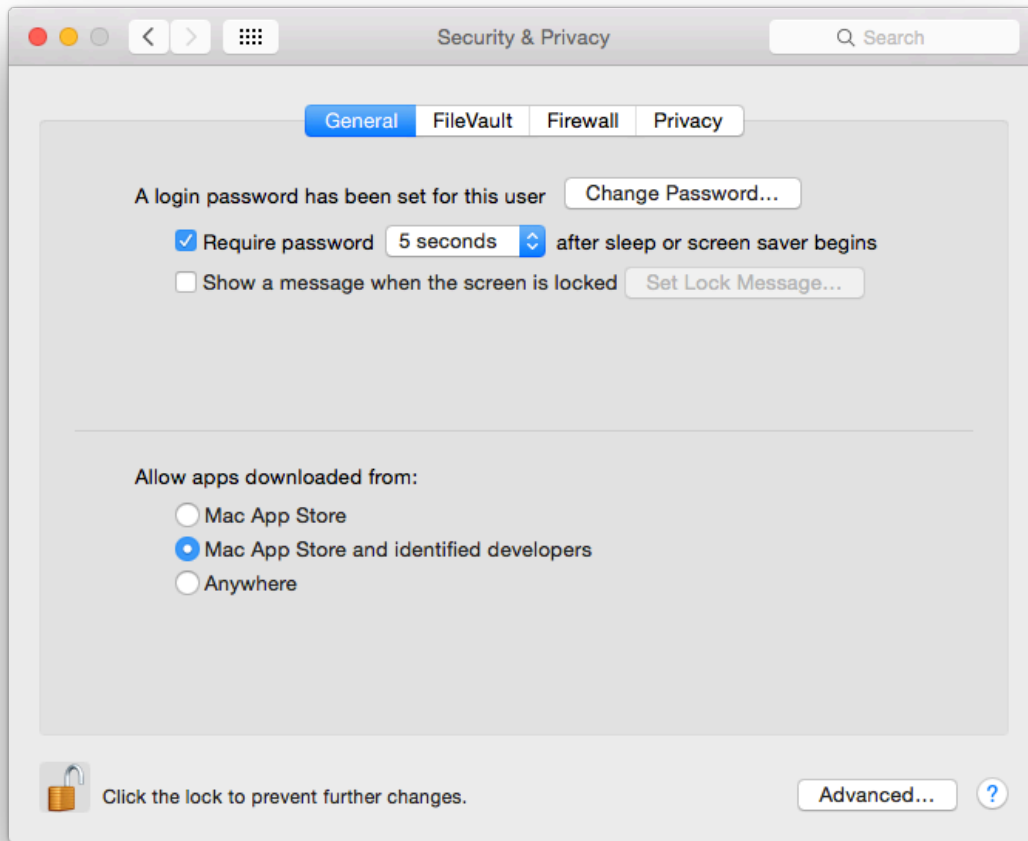 Security & Privacy
Search
General FileVault Firewall Privacy
A login password has been set for this user Change Password...
Require password 5 seconds after sleep or screen saver begins
Show a message when the screen is locked Set Lock Message...
Allow apps downloaded from:
Mac App Store
Mac App Store and identified developers
Anywhere
Click the lock to prevent further changes.
Advanced... ?